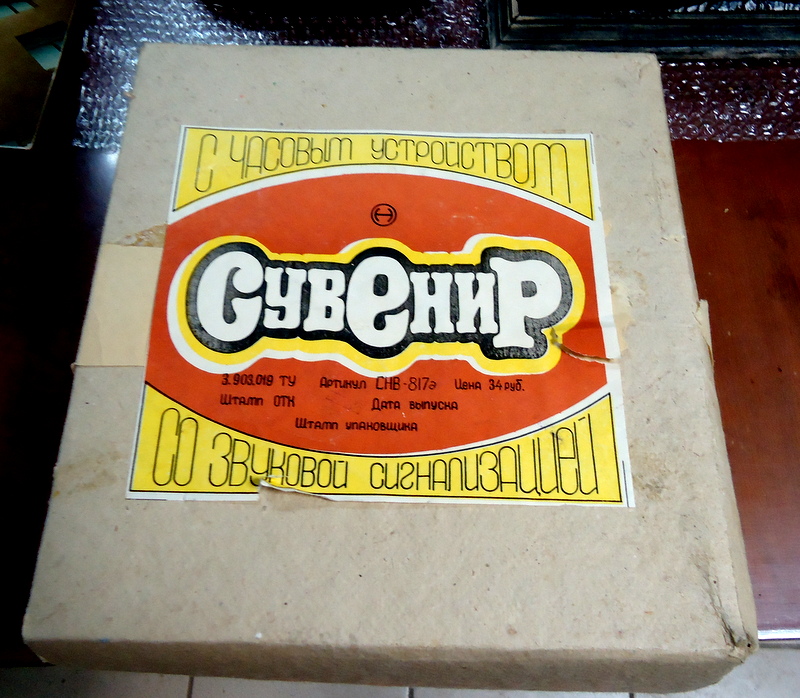 С ЧАСОВЫМ УСТРОЙСТВОМ
СУВЕНИР
3.903.019 ТУ Артикул СНВ-817э Цена 34 руб.
Штамп ОТК Дата выпуска
Штамп упаковщика
СО ЗВУКОВОЙ СИГНАЛИЗАЦИЕЙ